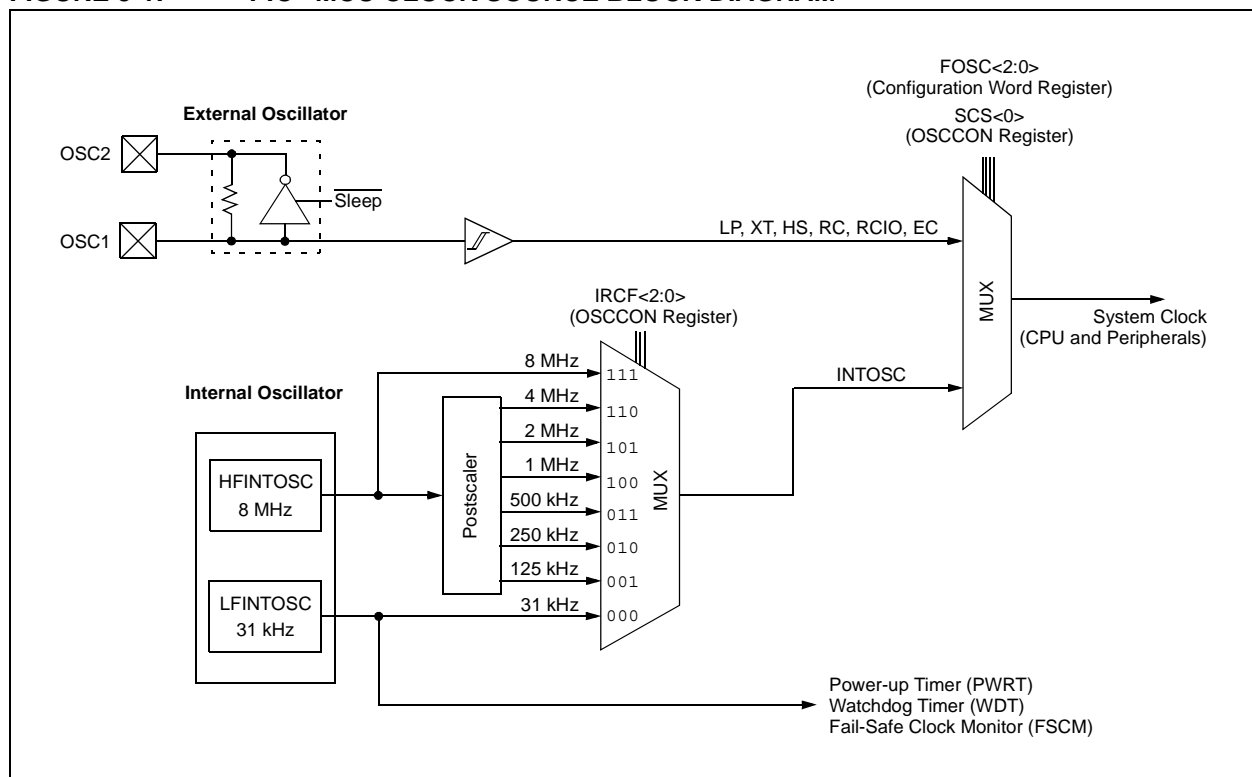 FOSC<2:0>
(Configuration Word Register)
SCS<0>
(OSCCON Register)
External Oscillator
OSC2
Sleep
OSC1
LP, XT, HS, RC, RCIO, EC
MUX
System Clock
(CPU and Peripherals)
IRCF<2:0>
(OSCCON Register)
INTOSC
Internal Oscillator
HFINTOSC
8 MHz
LFINTOSC
31 kHz
Postscaler
8 MHz
4 MHz
2 MHz
1 MHz
500 kHz
250 kHz
125 kHz
31 kHz
111
110
101
100
011
010
001
000
MUX
Power-up Timer (PWRT)
Watchdog Timer (WDT)
Fail-Safe Clock Monitor (FSCM)